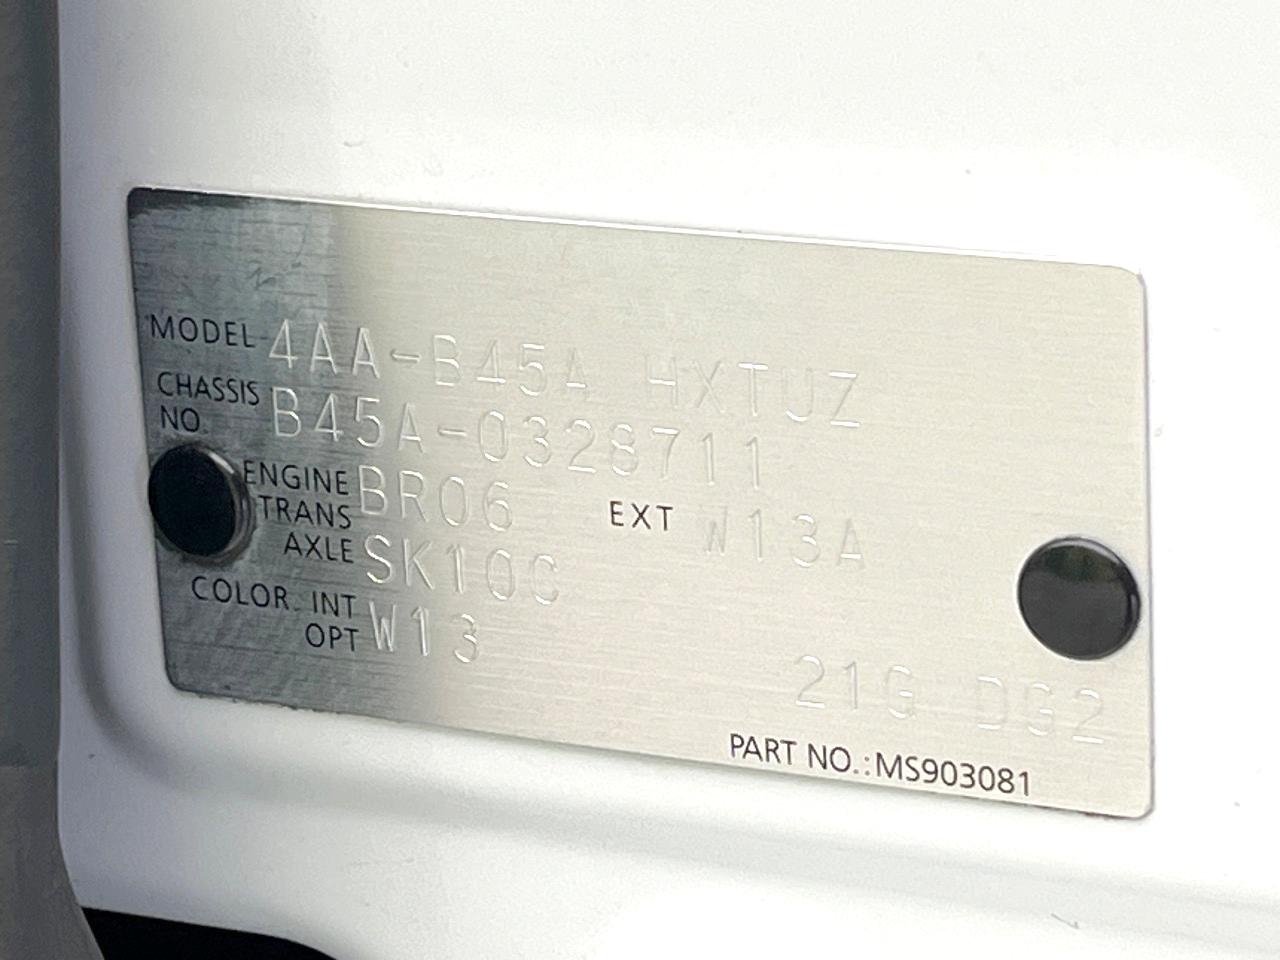 MODEL 4AA-B45A HXTUZ
CHASSIS NO. B45A-0328711
ENGINE BR06 EXT W13A
TRANS AXLE SK10C
COLOR. INT OPT W13
21G DG2
PART NO.:MS903081